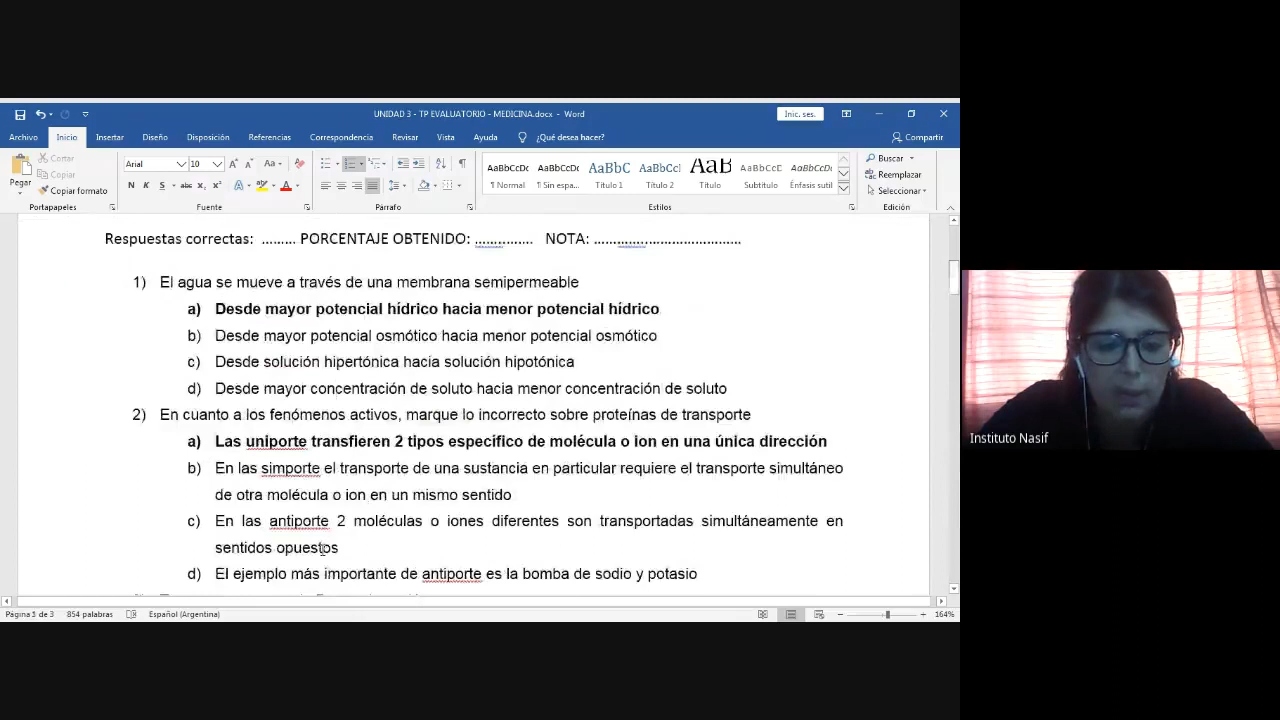 UNIDAD 3 - TP EVALUATORIO - MEDICINA.docx - Word
Inic. ses.
Archivo Inicio Insertar Diseño Disposición Referencias Correspondencia Revisar Vista Ayuda ¿Qué desea hacer? Compartir
Pegar
Cortar
Copiar
Copiar formato
Portapapeles
Arial 10
Fuente
Párrafo
AaBbCcDc AaBbCcDc AaBbC AaBbCcI AaB AaBbCcD AaBbCcDc
¶ Normal ¶ Sin espa... Título 1 Título 2 Título Subtítulo Énfasis sutil
Estilos
Buscar
Reemplazar
Seleccionar
Edición
Respuestas correctas: ……… PORCENTAJE OBTENIDO: ……………. NOTA: ……………………………….
1) El agua se mueve a través de una membrana semipermeable
a) Desde mayor potencial hídrico hacia menor potencial hídrico
b) Desde mayor potencial osmótico hacia menor potencial osmótico
c) Desde solución hipertónica hacia solución hipotónica
d) Desde mayor concentración de soluto hacia menor concentración de soluto
2) En cuanto a los fenómenos activos, marque lo incorrecto sobre proteínas de transporte
a) Las uniporte transfieren 2 tipos específico de molécula o ion en una única dirección
b) En las simporte el transporte de una sustancia en particular requiere el transporte simultáneo
de otra molécula o ion en un mismo sentido
c) En las antiporte 2 moléculas o iones diferentes son transportadas simultáneamente en
sentidos opuestos
d) El ejemplo más importante de antiporte es la bomba de sodio y potasio
Página 1 de 3 854 palabras Español (Argentina) 164%
Instituto Nasif